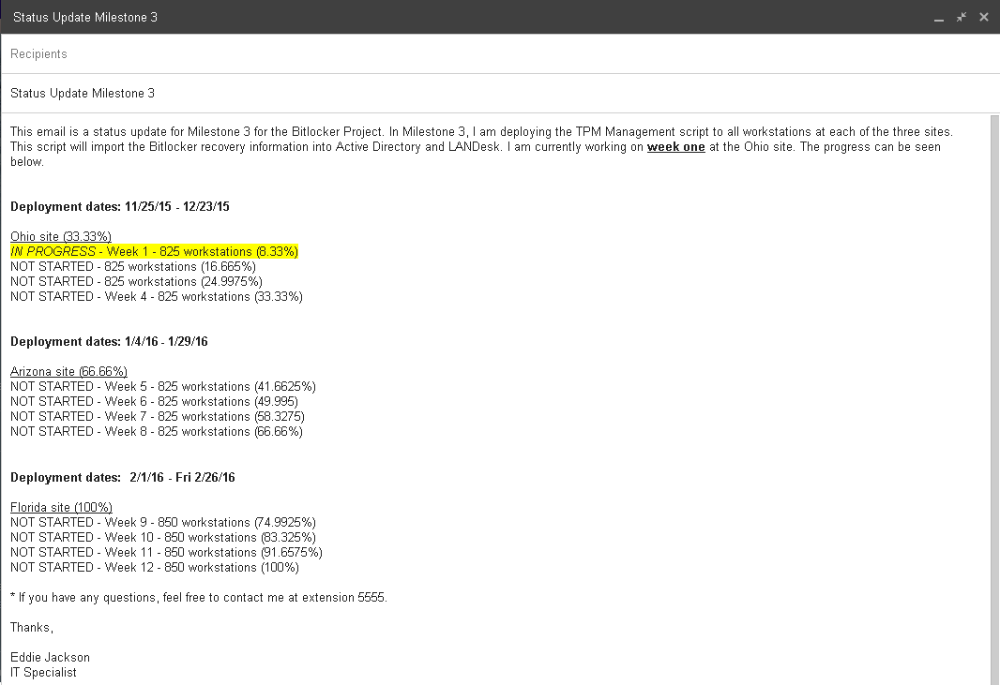 Status Update Milestone 3
Recipients
Status Update Milestone 3
This email is a status update for Milestone 3 for the Bitlocker Project. In Milestone 3, I am deploying the TPM Management script to all workstations at each of the three sites.
This script will import the Bitlocker recovery information into Active Directory and LANDesk. I am currently working on week one at the Ohio site. The progress can be seen
below.
Deployment dates: 11/25/15 - 12/23/15
Ohio site (33.33%)
IN PROGRESS - Week 1 - 825 workstations (8.33%)
NOT STARTED - 825 workstations (16.665%)
NOT STARTED - 825 workstations (24.9975%)
NOT STARTED - Week 4 - 825 workstations (33.33%)
Deployment dates: 1/4/16 - 1/29/16
Arizona site (66.66%)
NOT STARTED - Week 5 - 825 workstations (41.6625%)
NOT STARTED - Week 6 - 825 workstations (49.995)
NOT STARTED - Week 7 - 825 workstations (58.3275)
NOT STARTED - Week 8 - 825 workstations (66.66%)
Deployment dates: 2/1/16 - Fri 2/26/16
Florida site (100%)
NOT STARTED - Week 9 - 850 workstations (74.9925%)
NOT STARTED - Week 10 - 850 workstations (83.325%)
NOT STARTED - Week 11 - 850 workstations (91.6575%)
NOT STARTED - Week 12 - 850 workstations (100%)
* If you have any questions, feel free to contact me at extension 5555.
Thanks,
Eddie Jackson
IT Specialist